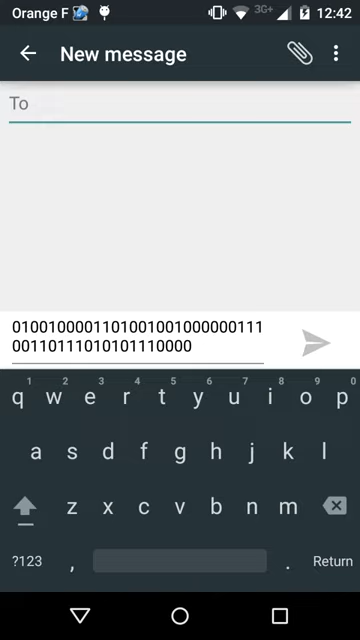 Orange F 3G+ 12:42
New message
To
0100100001101001001000000111
00110111010101110000
1 2 3 4 5 6 7 8 9 0
q w e r t y u i o p
a s d f g h j k l
z x c v b n m
?123 , . Return